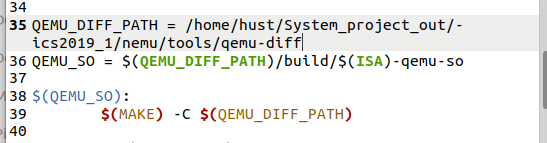 34
35 QEMU_DIFF_PATH = /home/hust/System_project_out/-
ics2019_1/nemu/tools/qemu-diff
36 QEMU_SO = $(QEMU_DIFF_PATH)/build/$(ISA)-qemu-so
37
38 $(QEMU_SO):
39 $(MAKE) -C $(QEMU_DIFF_PATH)
40